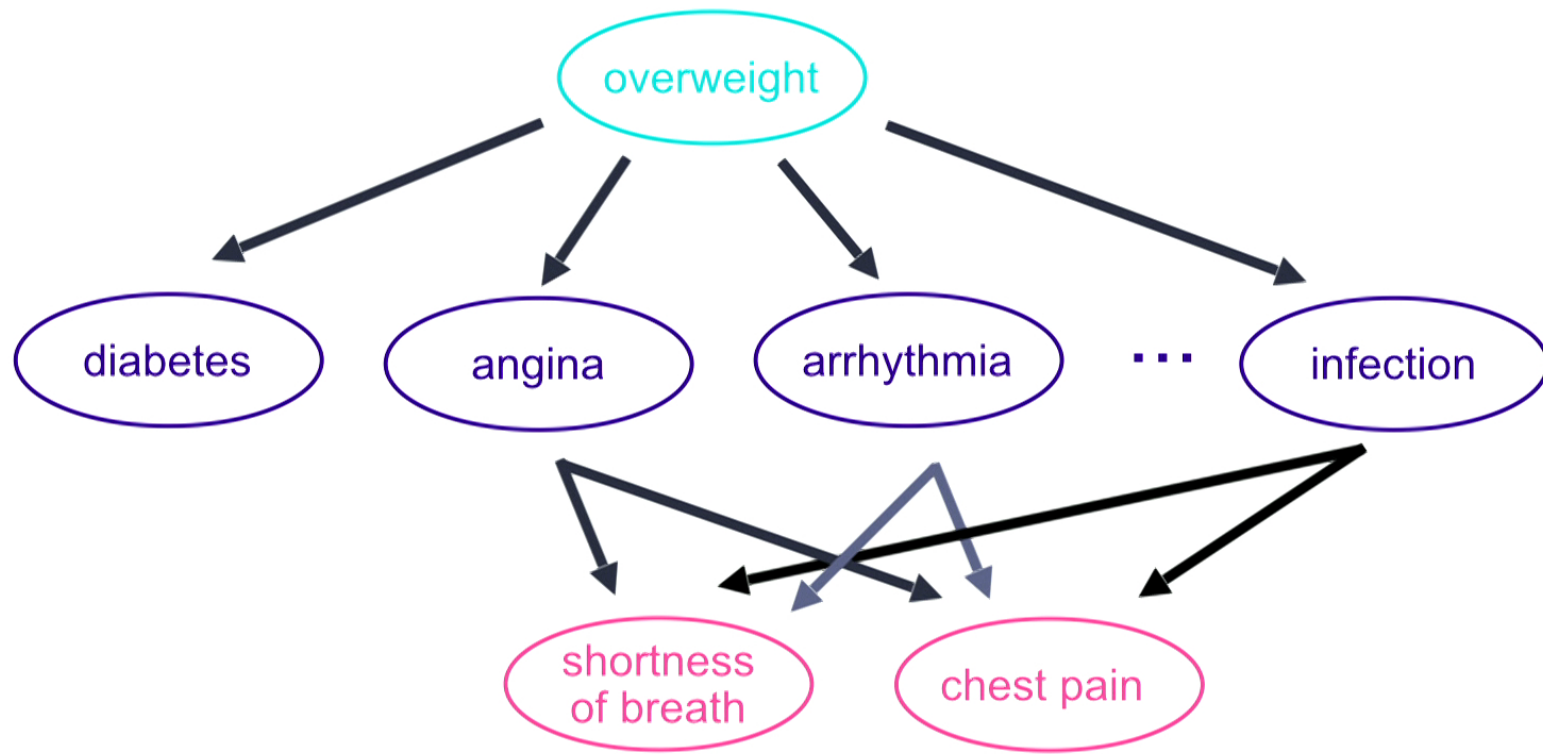 overweight
diabetes
angina
arrhythmia
...
infection
shortness
of breath
chest pain